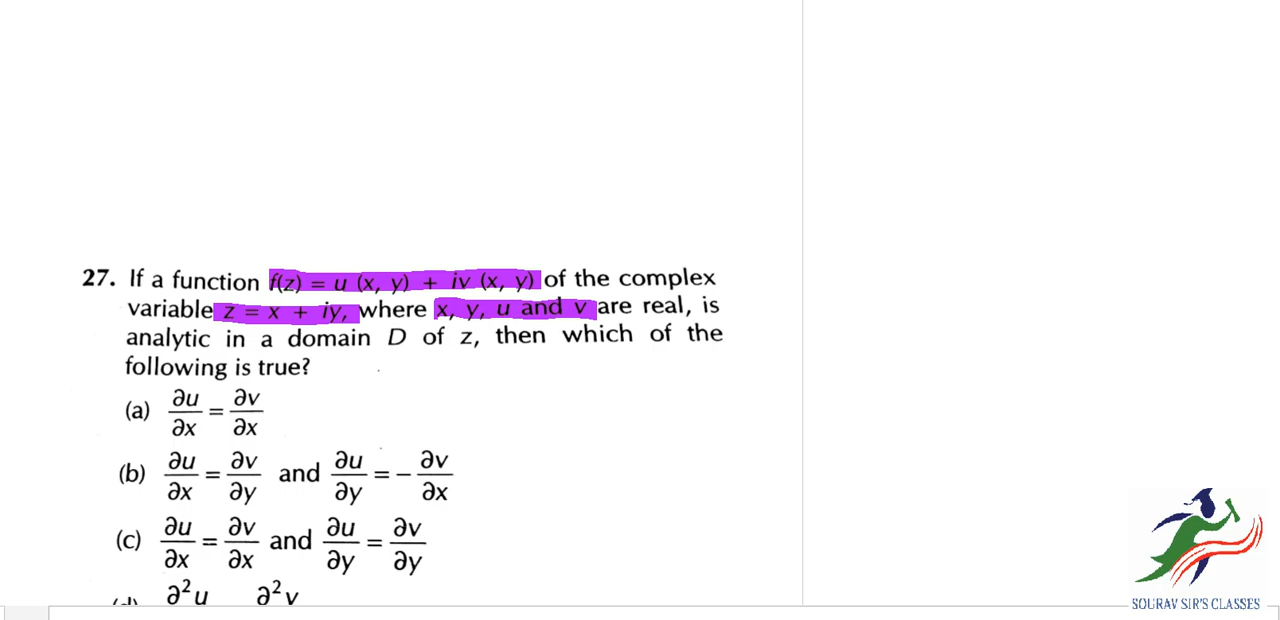 27. If a function f(z) = u (x, y) + iv (x, y) of the complex
variable z = x + iy, where x, y, u and v are real, is
analytic in a domain D of z, then which of the
following is true?
(a) ∂u/∂x = ∂v/∂x
(b) ∂u/∂x = ∂v/∂y and ∂u/∂y = − ∂v/∂x
(c) ∂u/∂x = ∂v/∂x and ∂u/∂y = ∂v/∂y
∂²u ∂²v
SOURAV SIR'S CLASSES